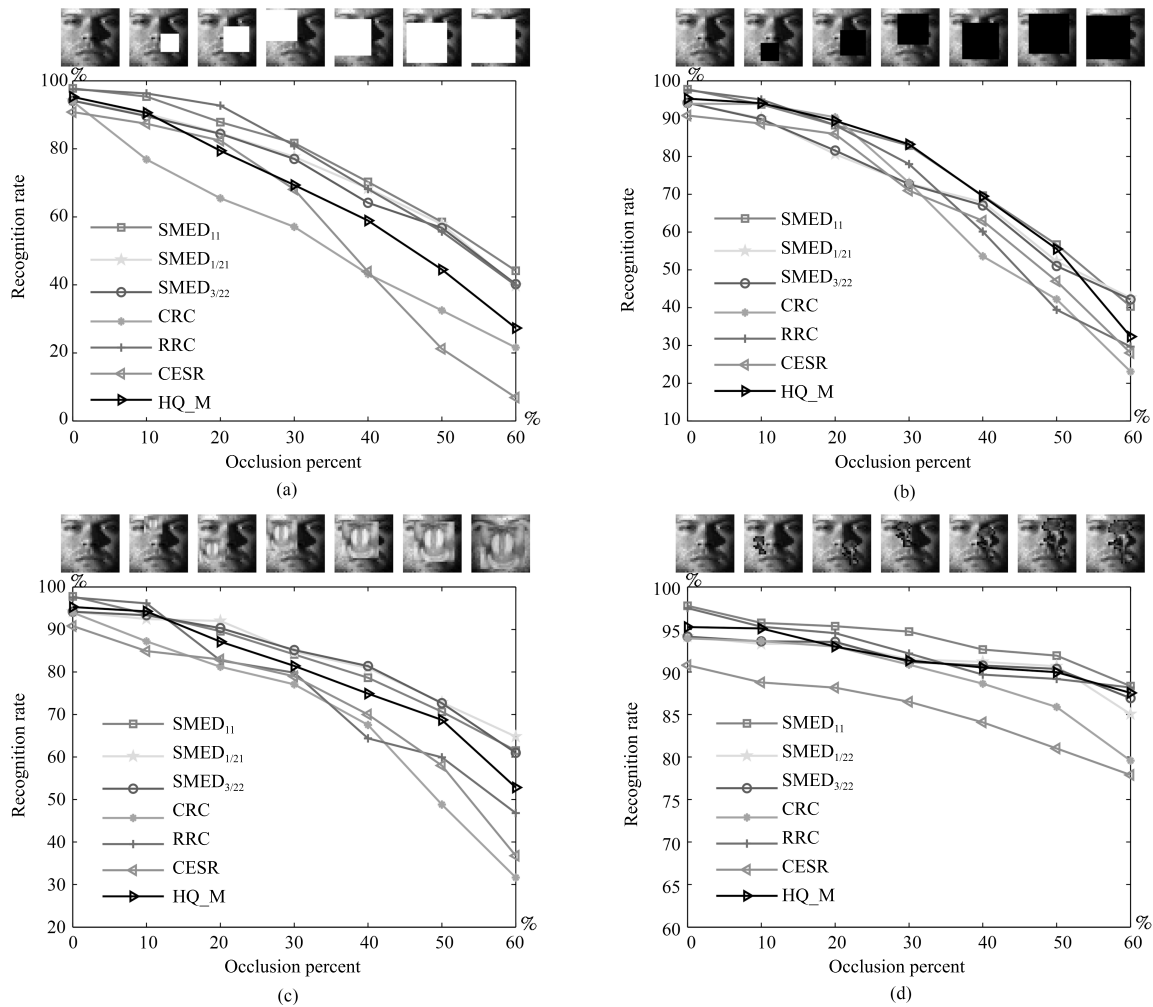 %
100
80
60
40
20
0
Recognition rate
SMED11
SMED1/21
SMED3/22
CRC
RRC
CESR
HQ_M
0 10 20 30 40 50 60
%
Occlusion percent
(a)
%
100
90
80
70
60
50
40
30
20
10
Recognition rate
SMED11
SMED1/21
SMED3/22
CRC
RRC
CESR
HQ_M
0 10 20 30 40 50 60
%
Occlusion percent
(b)
%
100
90
80
70
60
50
40
30
20
Recognition rate
SMED11
SMED1/21
SMED3/22
CRC
RRC
CESR
HQ_M
0 10 20 30 40 50 60
%
Occlusion percent
(c)
%
100
95
90
85
80
75
70
65
60
Recognition rate
SMED11
SMED1/22
SMED3/22
CRC
RRC
CESR
HQ_M
0 10 20 30 40 50 60
%
Occlusion percent
(d)